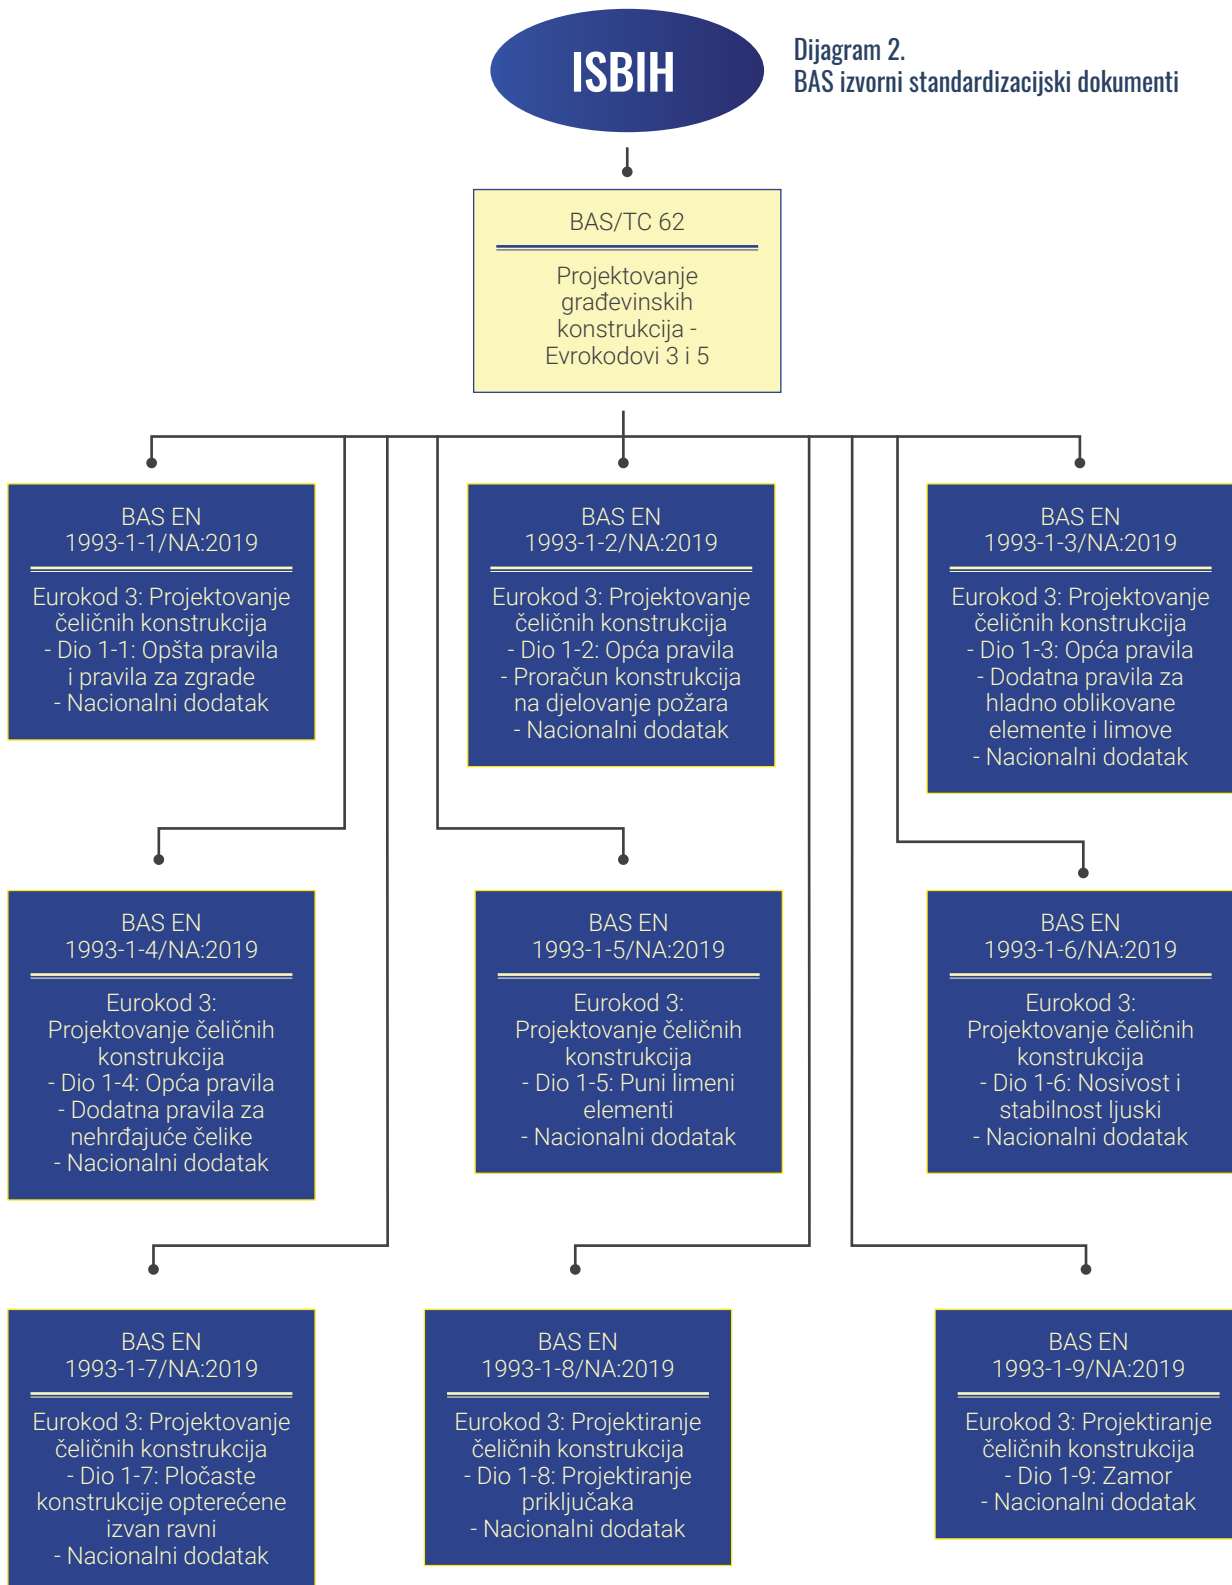 ISBIH
Dijagram 2.
BAS izvorni standardizacijski dokumenti
BAS/TC 62
Projektovanje
građevinskih
konstrukcija -
Evrokodovi 3 i 5
BAS EN
1993-1-1/NA:2019
Eurokod 3: Projektovanje
čeličnih konstrukcija
- Dio 1-1: Opšta pravila
i pravila za zgrade
- Nacionalni dodatak
BAS EN
1993-1-2/NA:2019
Eurokod 3: Projektovanje
čeličnih konstrukcija
- Dio 1-2: Opća pravila
- Proračun konstrukcija
na djelovanje požara
- Nacionalni dodatak
BAS EN
1993-1-3/NA:2019
Eurokod 3: Projektovanje
čeličnih konstrukcija
- Dio 1-3: Opća pravila
- Dodatna pravila za
hladno oblikovane
elemente i limove
- Nacionalni dodatak
BAS EN
1993-1-4/NA:2019
Eurokod 3:
Projektovanje čeličnih
konstrukcija
- Dio 1-4: Opća pravila
- Dodatna pravila za
nehrđajuće čelike
- Nacionalni dodatak
BAS EN
1993-1-5/NA:2019
Eurokod 3:
Projektovanje čeličnih
konstrukcija
- Dio 1-5: Puni limeni
elementi
- Nacionalni dodatak
BAS EN
1993-1-6/NA:2019
Eurokod 3:
Projektovanje čeličnih
konstrukcija
- Dio 1-6: Nosivost i
stabilnost ljuski
- Nacionalni dodatak
BAS EN
1993-1-7/NA:2019
Eurokod 3: Projektovanje
čeličnih konstrukcija
- Dio 1-7: Pločaste
konstrukcije opterećene
izvan ravni
- Nacionalni dodatak
BAS EN
1993-1-8/NA:2019
Eurokod 3: Projektiranje
čeličnih konstrukcija
- Dio 1-8: Projektiranje
priključaka
- Nacionalni dodatak
BAS EN
1993-1-9/NA:2019
Eurokod 3: Projektiranje
čeličnih konstrukcija
- Dio 1-9: Zamor
- Nacionalni dodatak